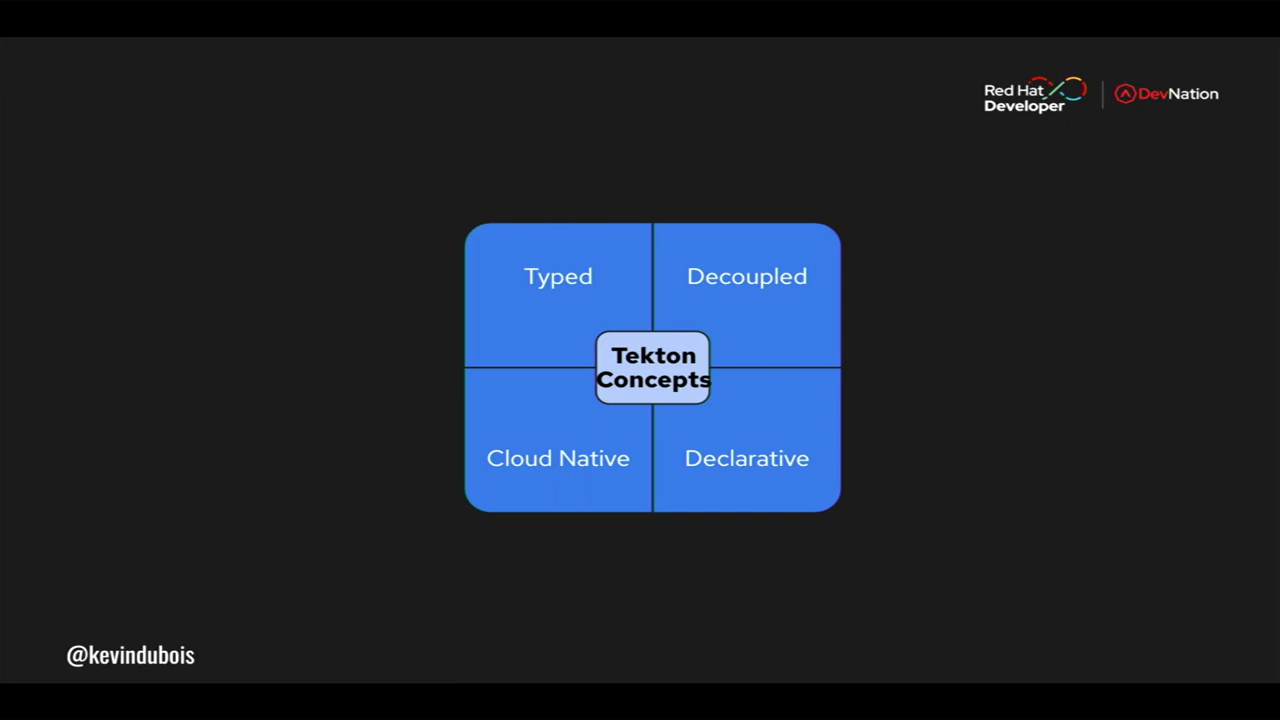 Red Hat
Developer
DevNation
Typed
Decoupled
Tekton
Concepts
Cloud Native
Declarative
@kevindubois